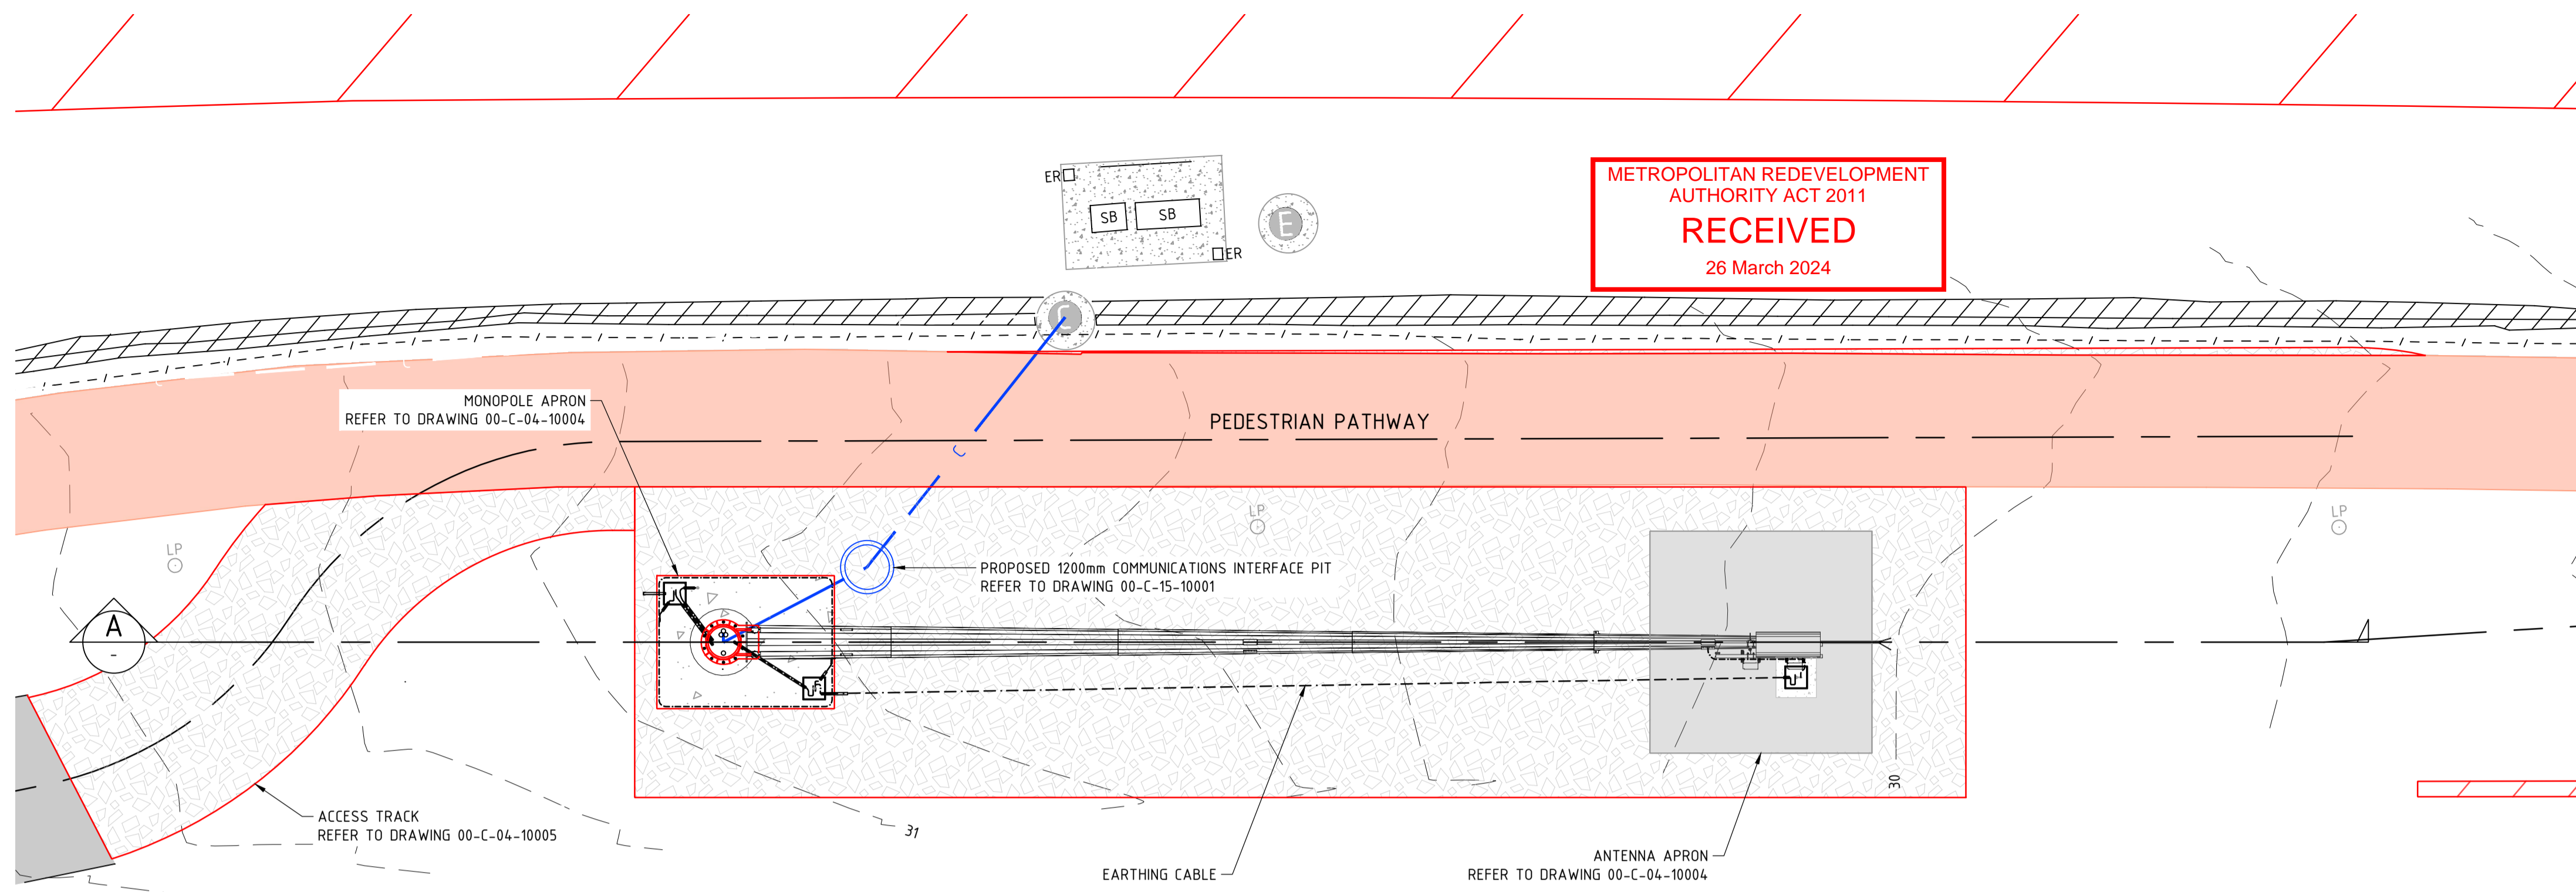 METROPOLITAN REDEVELOPMENT
AUTHORITY ACT 2011
RECEIVED
26 March 2024
ER
SB
SB
E
ER
C
C
C
MONOPOLE APRON
REFER TO DRAWING 00-C-04-10004
PEDESTRIAN PATHWAY
C
LP
LP
LP
PROPOSED 1200mm COMMUNICATIONS INTERFACE PIT
REFER TO DRAWING 00-C-15-10001
A
-
30
ACCESS TRACK
REFER TO DRAWING 00-C-04-10005
31
EARTHING CABLE
ANTENNA APRON
REFER TO DRAWING 00-C-04-10004